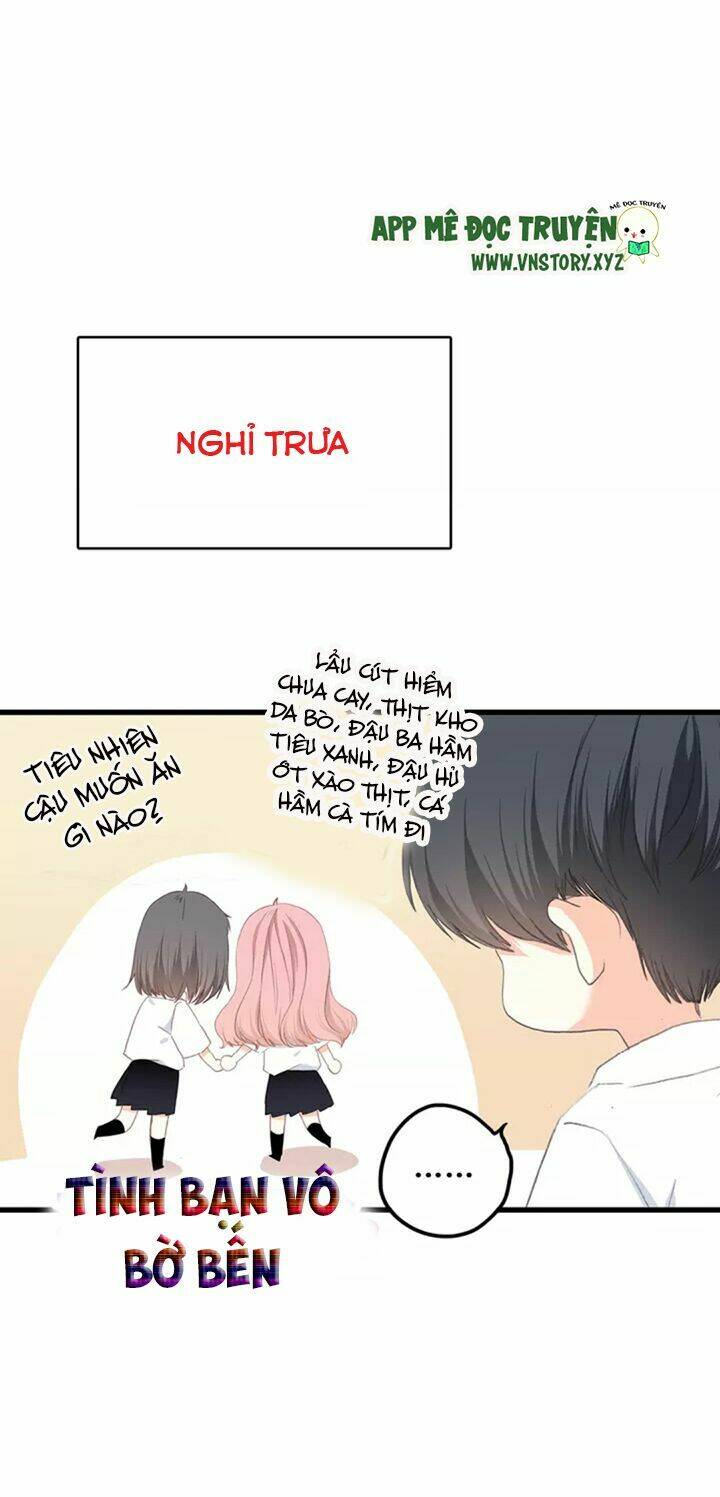 MÊ ĐỌC TRUYỆN
APP MÊ ĐỌC TRUYỆN
WWW.VNSTORY.XYZ
NGHỈ TRƯA
TIÊU NHIÊN
CẬU MUỐN ĂN
GÌ NÀO?
LẨU CỨT HIỂM
CHUA CAY, THỊT KHO
DA BÒ, ĐẬU BA HẦM
TIÊU XANH, ĐẬU HỦ
ỚT XÀO THỊT, CÁ
HẦM CÀ TÍM ĐI
......
TÌNH BẠN VÔ
BỜ BẾN